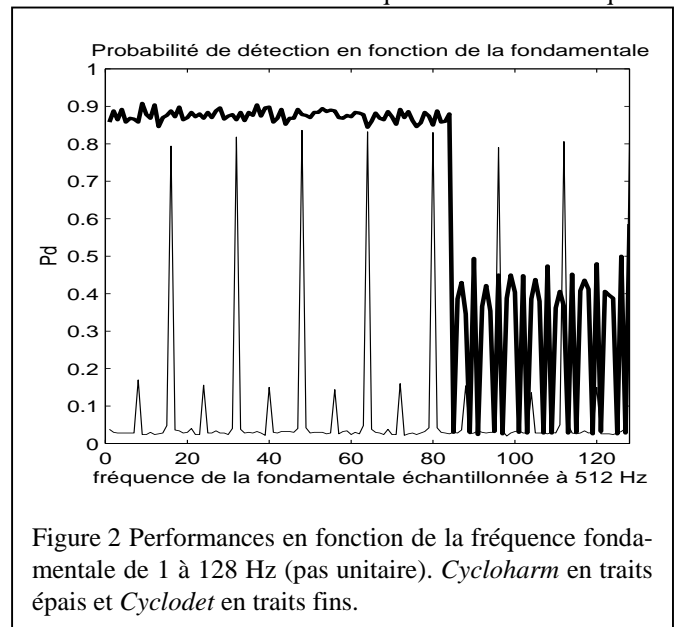 Probabilité de détection en fonction de la fondamentale
1
0.9
0.8
0.7
0.6
0.5
0.4
0.3
0.2
0.1
0
Pd
0 20 40 60 80 100 120
fréquence de la fondamentale échantillonnée à 512 Hz
Figure 2 Performances en fonction de la fréquence fonda-
mentale de 1 à 128 Hz (pas unitaire). Cycloharm en traits
épais et Cyclodet en traits fins.